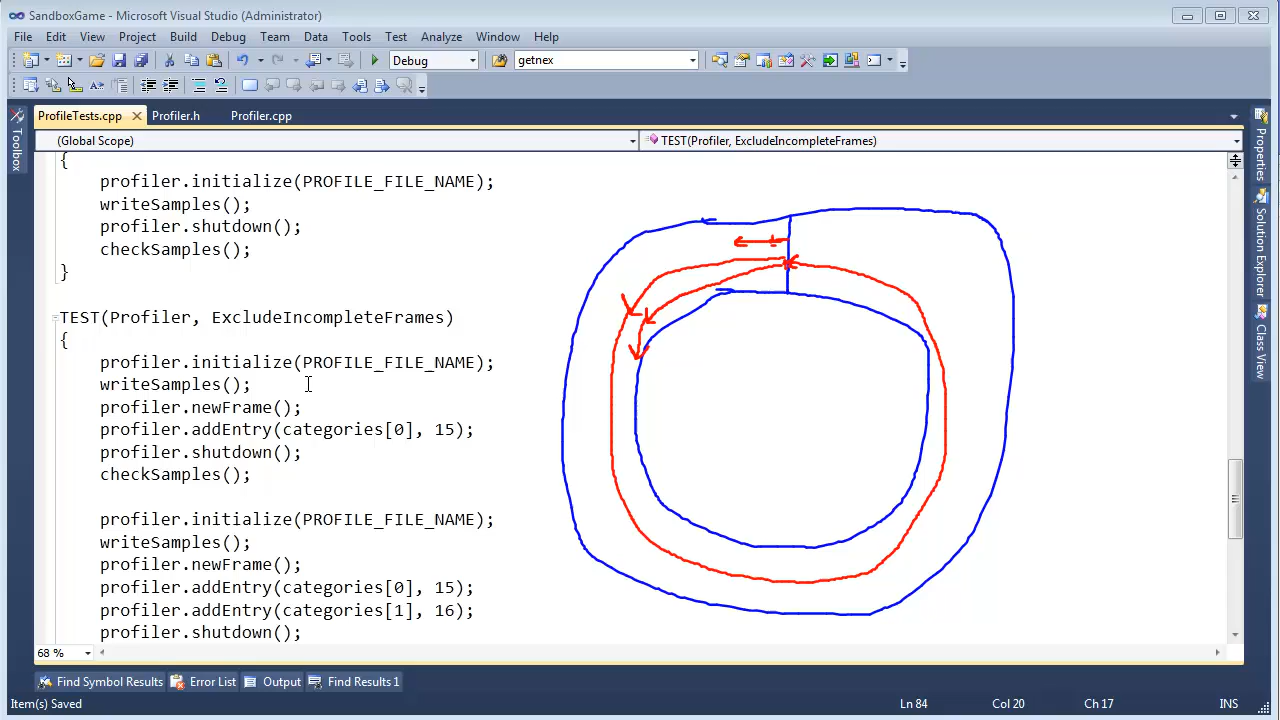 SandboxGame - Microsoft Visual Studio (Administrator)
File Edit View Project Build Debug Team Data Tools Test Analyze Window Help
Debug getnex
ProfileTests.cpp Profiler.h Profiler.cpp
(Global Scope) TEST(Profiler, ExcludeIncompleteFrames)
{
profiler.initialize(PROFILE_FILE_NAME);
writeSamples();
profiler.shutdown();
checkSamples();
}
TEST(Profiler, ExcludeIncompleteFrames)
{
profiler.initialize(PROFILE_FILE_NAME);
writeSamples();
profiler.newFrame();
profiler.addEntry(categories[0], 15);
profiler.shutdown();
checkSamples();
profiler.initialize(PROFILE_FILE_NAME);
writeSamples();
profiler.newFrame();
profiler.addEntry(categories[0], 15);
profiler.addEntry(categories[1], 16);
profiler.shutdown();
68 %
Find Symbol Results Error List Output Find Results 1
Item(s) Saved Ln 84 Col 20 Ch 17 INS
Toolbox
Properties
Solution Explorer
Class View